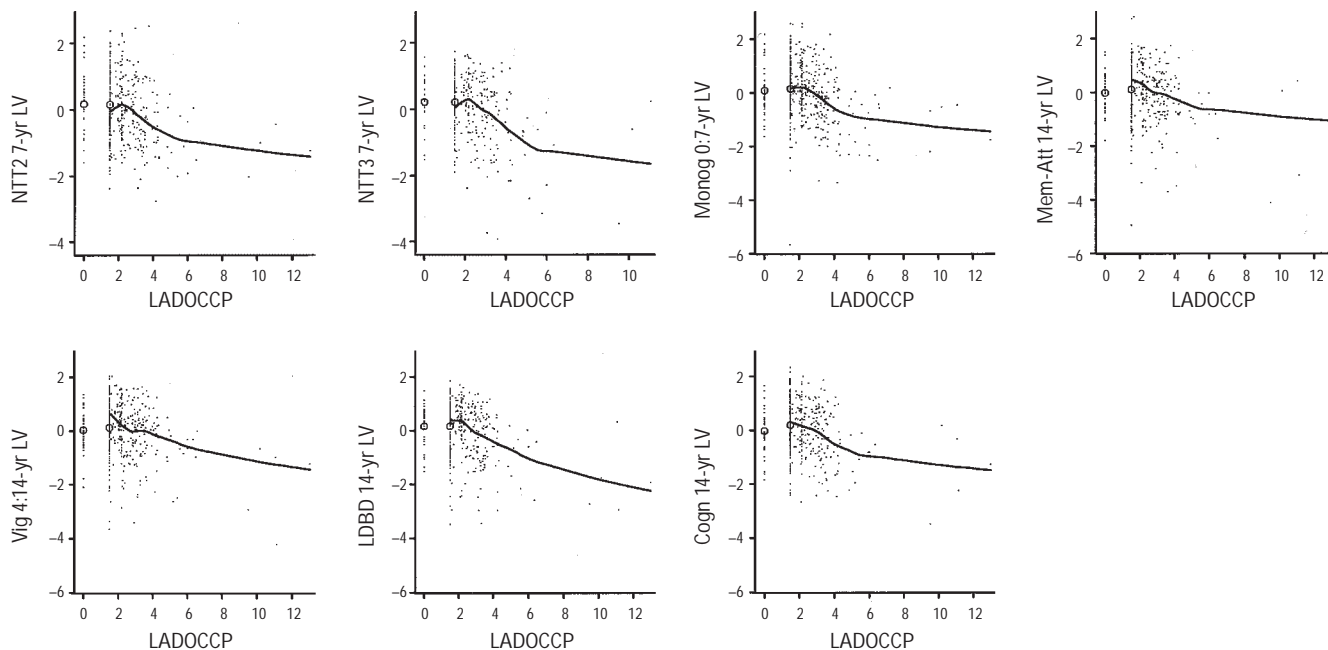 NTT2 7-yr LV
2
0
−2
−4
0 2 4 6 8 10 12
LADOCCP
NTT3 7-yr LV
2
0
−2
−4
0 2 4 6 8 10
LADOCCP
Monog 0:7-yr LV
2
0
−2
−4
−6
0 2 4 6 8 10 12
LADOCCP
Mem-Att 14-yr LV
2
0
−2
−4
−6
0 2 4 6 8 10 12
LADOCCP
Vig 4:14-yr LV
2
0
−2
−4
−6
0 2 4 6 8 10 12
LADOCCP
LDBD 14-yr LV
2
0
−2
−4
−6
0 2 4 6 8 10 12
LADOCCP
Cogn 14-yr LV
2
0
−2
−4
−6
0 2 4 6 8 10 12
LADOCCP